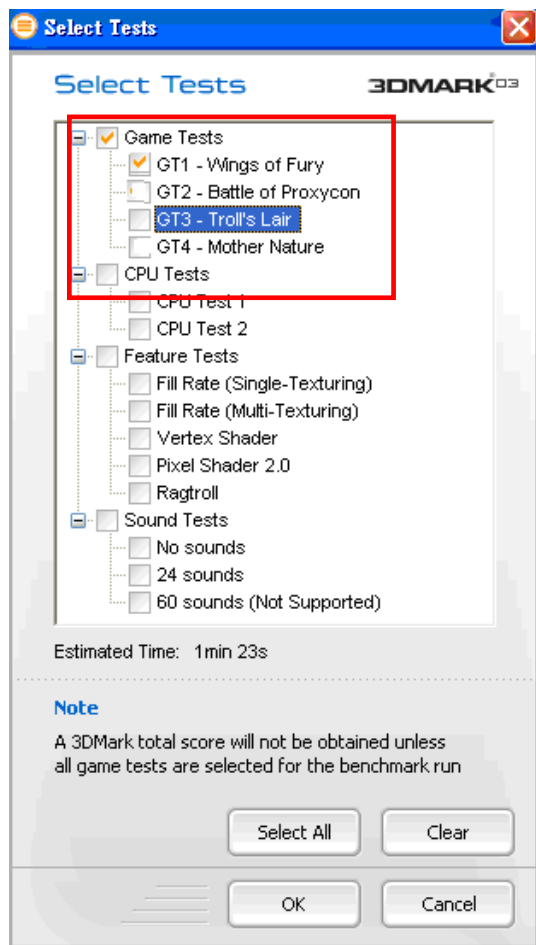 Select Tests
Select Tests
3DMARK03
Game Tests
GT1 - Wings of Fury
GT2 - Battle of Proxycon
GT3 - Troll's Lair
GT4 - Mother Nature
CPU Tests
CPU Test 1
CPU Test 2
Feature Tests
Fill Rate (Single-Texturing)
Fill Rate (Multi-Texturing)
Vertex Shader
Pixel Shader 2.0
Ragtroll
Sound Tests
No sounds
24 sounds
60 sounds (Not Supported)
Estimated Time: 1min 23s
Note
A 3DMark total score will not be obtained unless
all game tests are selected for the benchmark run
Select All
Clear
OK
Cancel